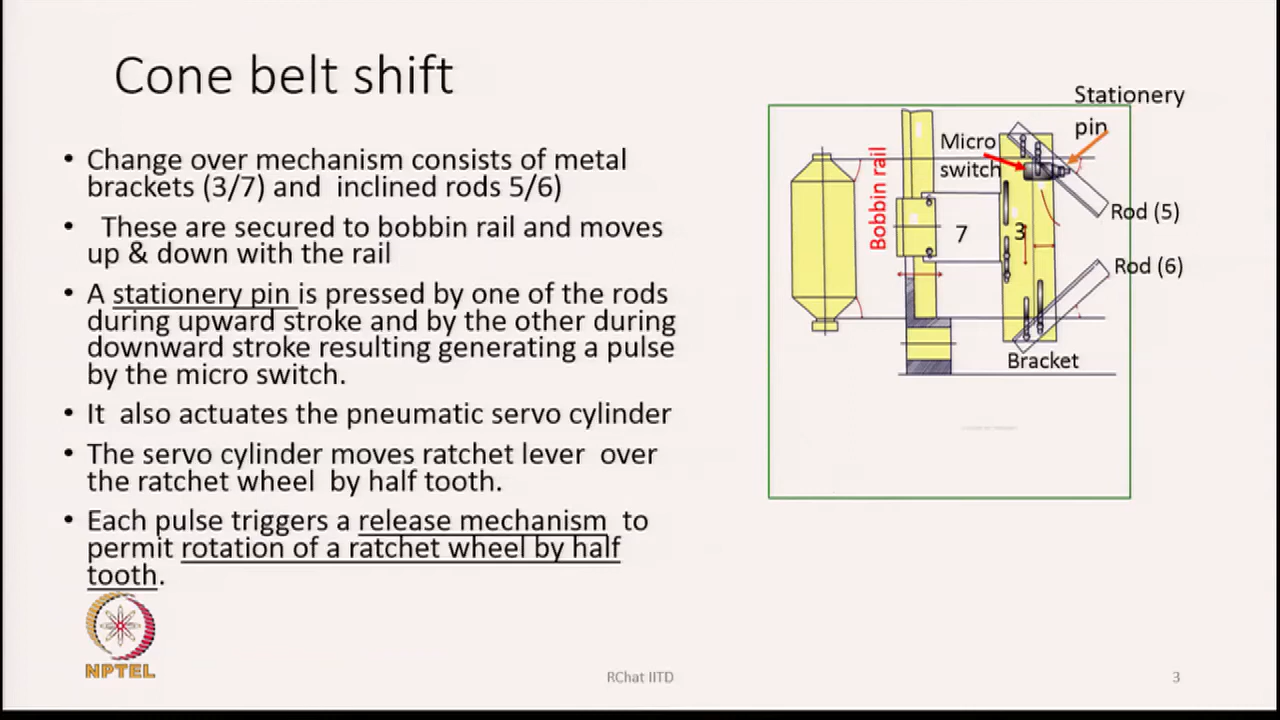 Cone belt shift
• Change over mechanism consists of metal
brackets (3/7) and inclined rods 5/6)
• These are secured to bobbin rail and moves
up & down with the rail
• A stationery pin is pressed by one of the rods
during upward stroke and by the other during
downward stroke resulting generating a pulse
by the micro switch.
• It also actuates the pneumatic servo cylinder
• The servo cylinder moves ratchet lever over
the ratchet wheel by half tooth.
• Each pulse triggers a release mechanism to
permit rotation of a ratchet wheel by half
tooth.
Stationery
pin
Micro
switch
Bobbin rail
7
3
Rod (5)
Rod (6)
Bracket
NPTEL
RChat IITD
3